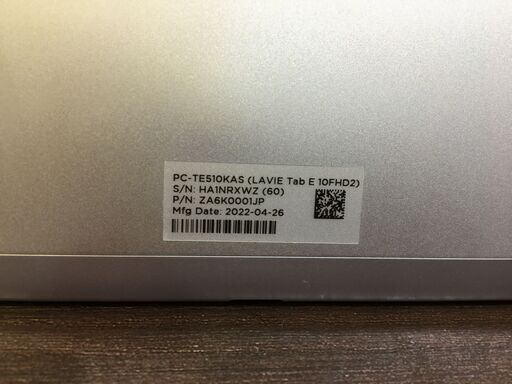 PC-TE510KAS (LAVIE Tab E 10FHD2)
S/N: HA1NRXWZ (60)
P/N: ZA6K0001JP
Mfg Date: 2022-04-26